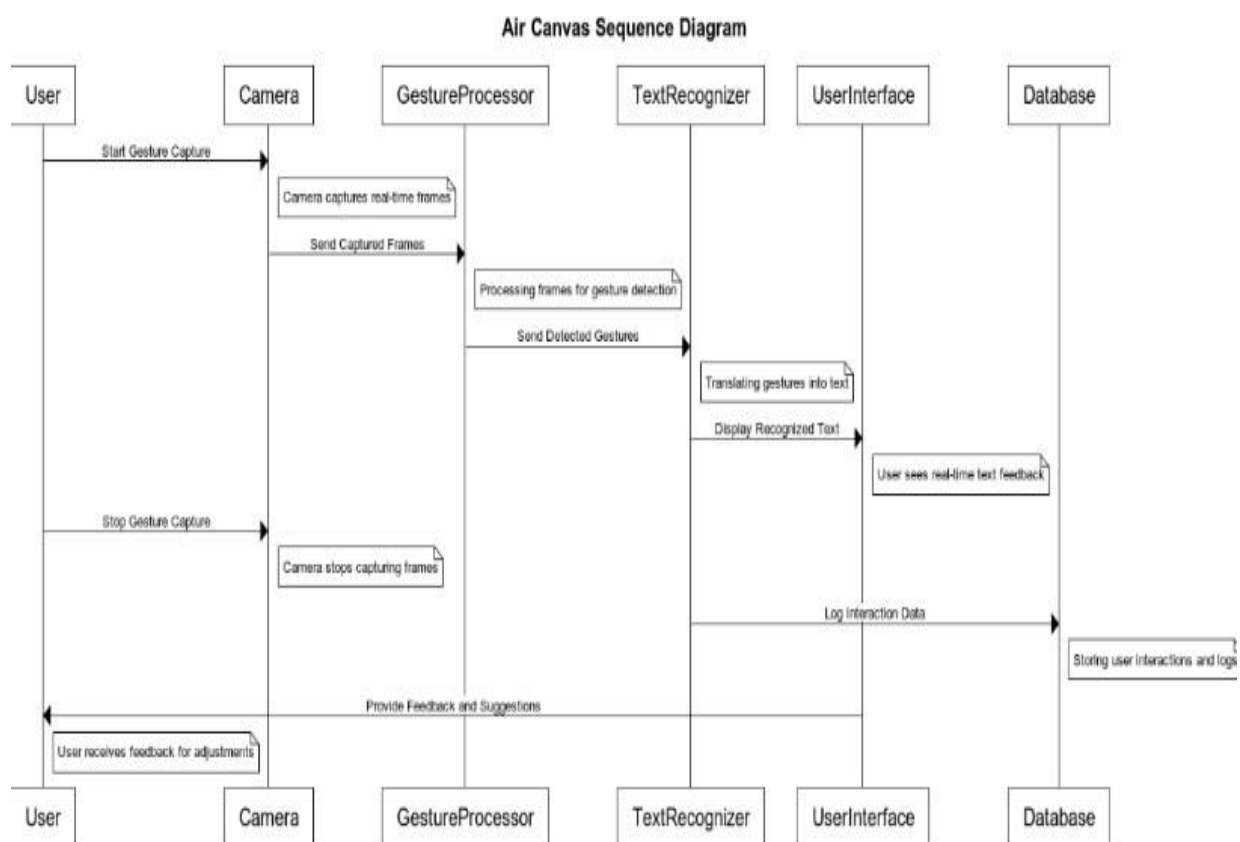 Air Canvas Sequence Diagram
User Camera GestureProcessor TextRecognizer UserInterface Database
Start Gesture Capture
Camera captures real-time frames
Send Captured Frames
Processing frames for gesture detection
Send Detected Gestures
Translating gestures into text
Display Recognized Text
User sees real-time text feedback
Stop Gesture Capture
Camera stops capturing frames
Log Interaction Data
Storing user interactions and logs
Provide Feedback and Suggestions
User receives feedback for adjustments
User Camera GestureProcessor TextRecognizer UserInterface Database